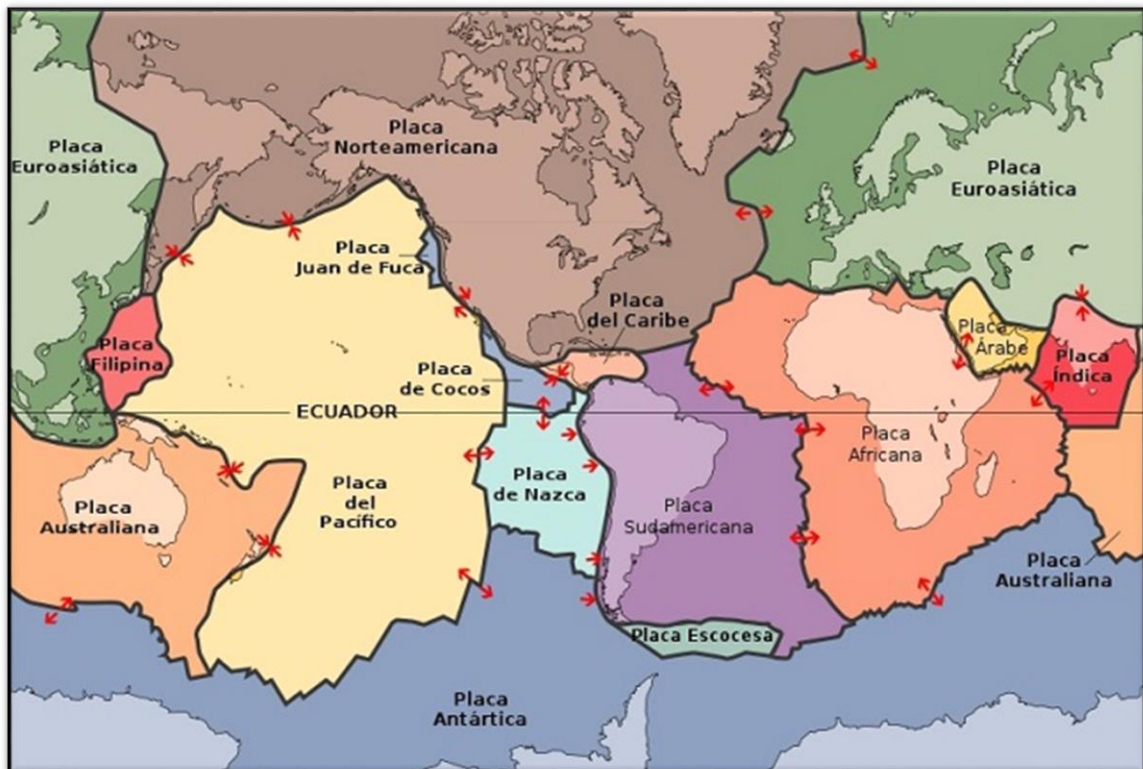 Placa
Euroasiática
Placa
Norteamericana
Placa
Euroasiática
Placa
Juan de Fuca
Placa
del Caribe
Placa
Filipina
Placa
Árabe
Placa
Índica
Placa
de Cocos
ECUADOR
Placa
Africana
Placa
del
Pacífico
Placa
de Nazca
Placa
Australiana
Placa
Sudamericana
Placa
Australiana
Placa Escocesa
Placa
Antártica